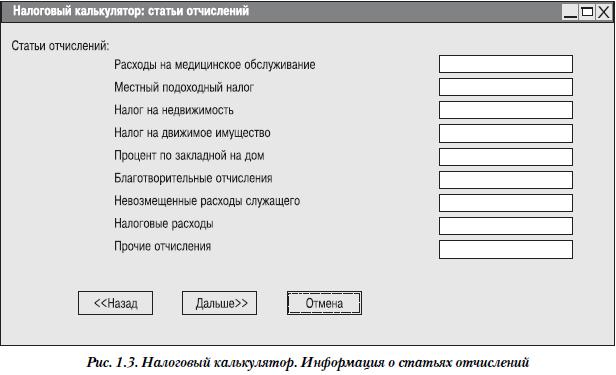 Налоговый калькулятор: статьи отчислений
Статьи отчислений:
Расходы на медицинское обслуживание
Местный подоходный налог
Налог на недвижимость
Налог на движимое имущество
Процент по закладной на дом
Благотворительные отчисления
Невозмещенные расходы служащего
Налоговые расходы
Прочие отчисления
<<Назад Дальше>> Отмена
Рис. 1.3. Налоговый калькулятор. Информация о статьях отчислений